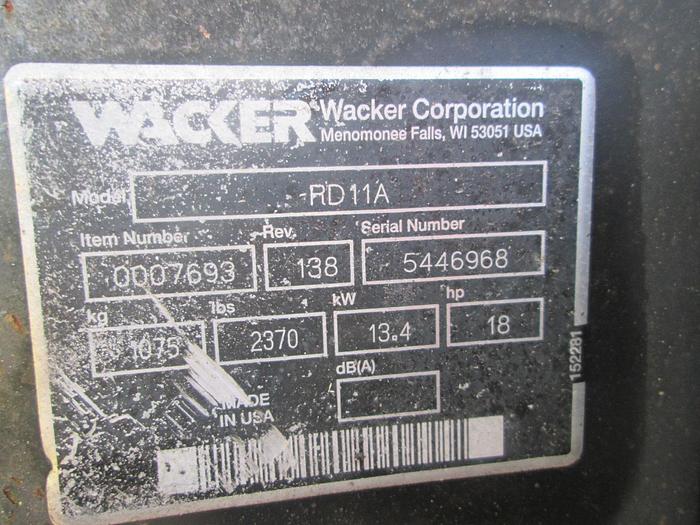 WACKER Wacker Corporation
Menomonee Falls, WI 53051 USA
Model RD11A
Item Number Rev. Serial Number
0007693 138 5446968
kg lbs kW hp
1075 2370 13.4 18
dB(A)
MADE
IN USA
152281